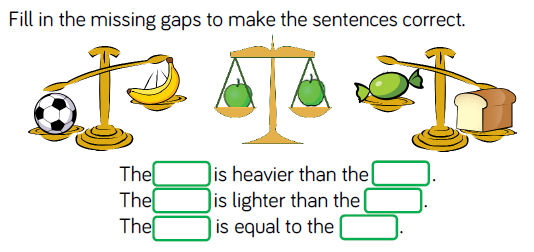 Fill in the missing gaps to make the sentences correct.
The is heavier than the .
The is lighter than the .
The is equal to the .